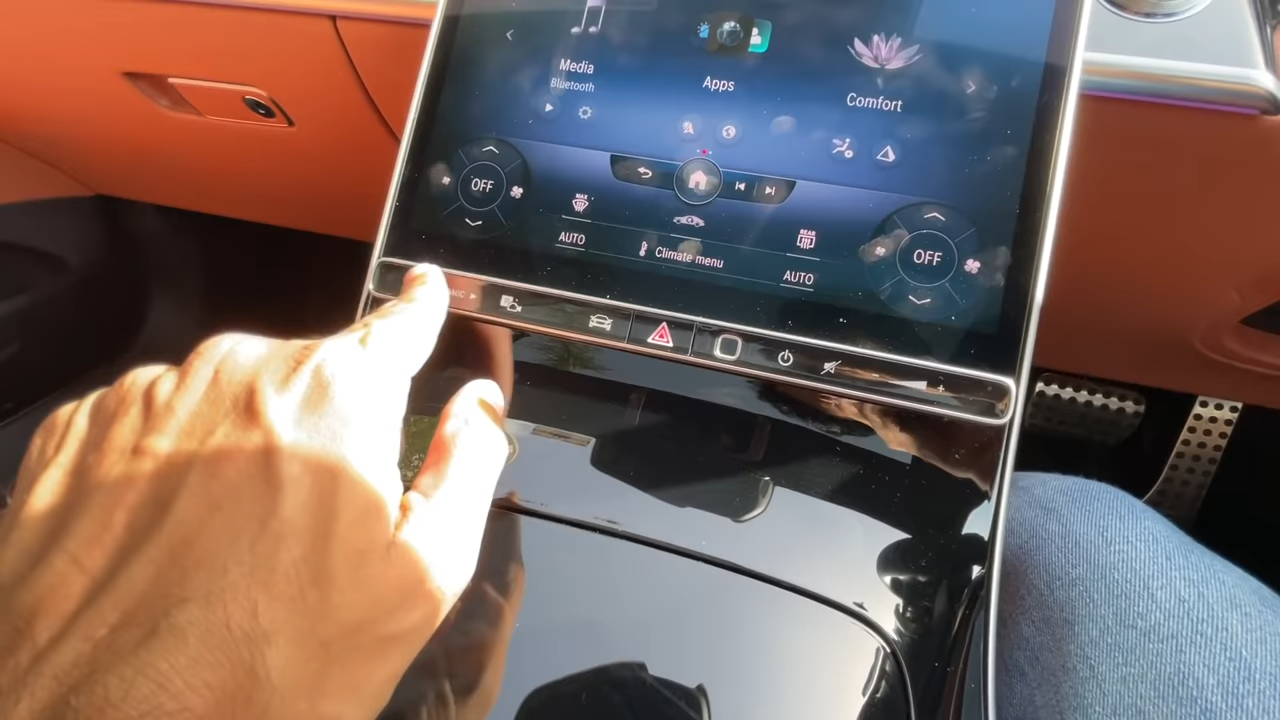 Media
Bluetooth
Apps
Comfort
OFF
MAX
REAR
OFF
AUTO
Climate menu
AUTO